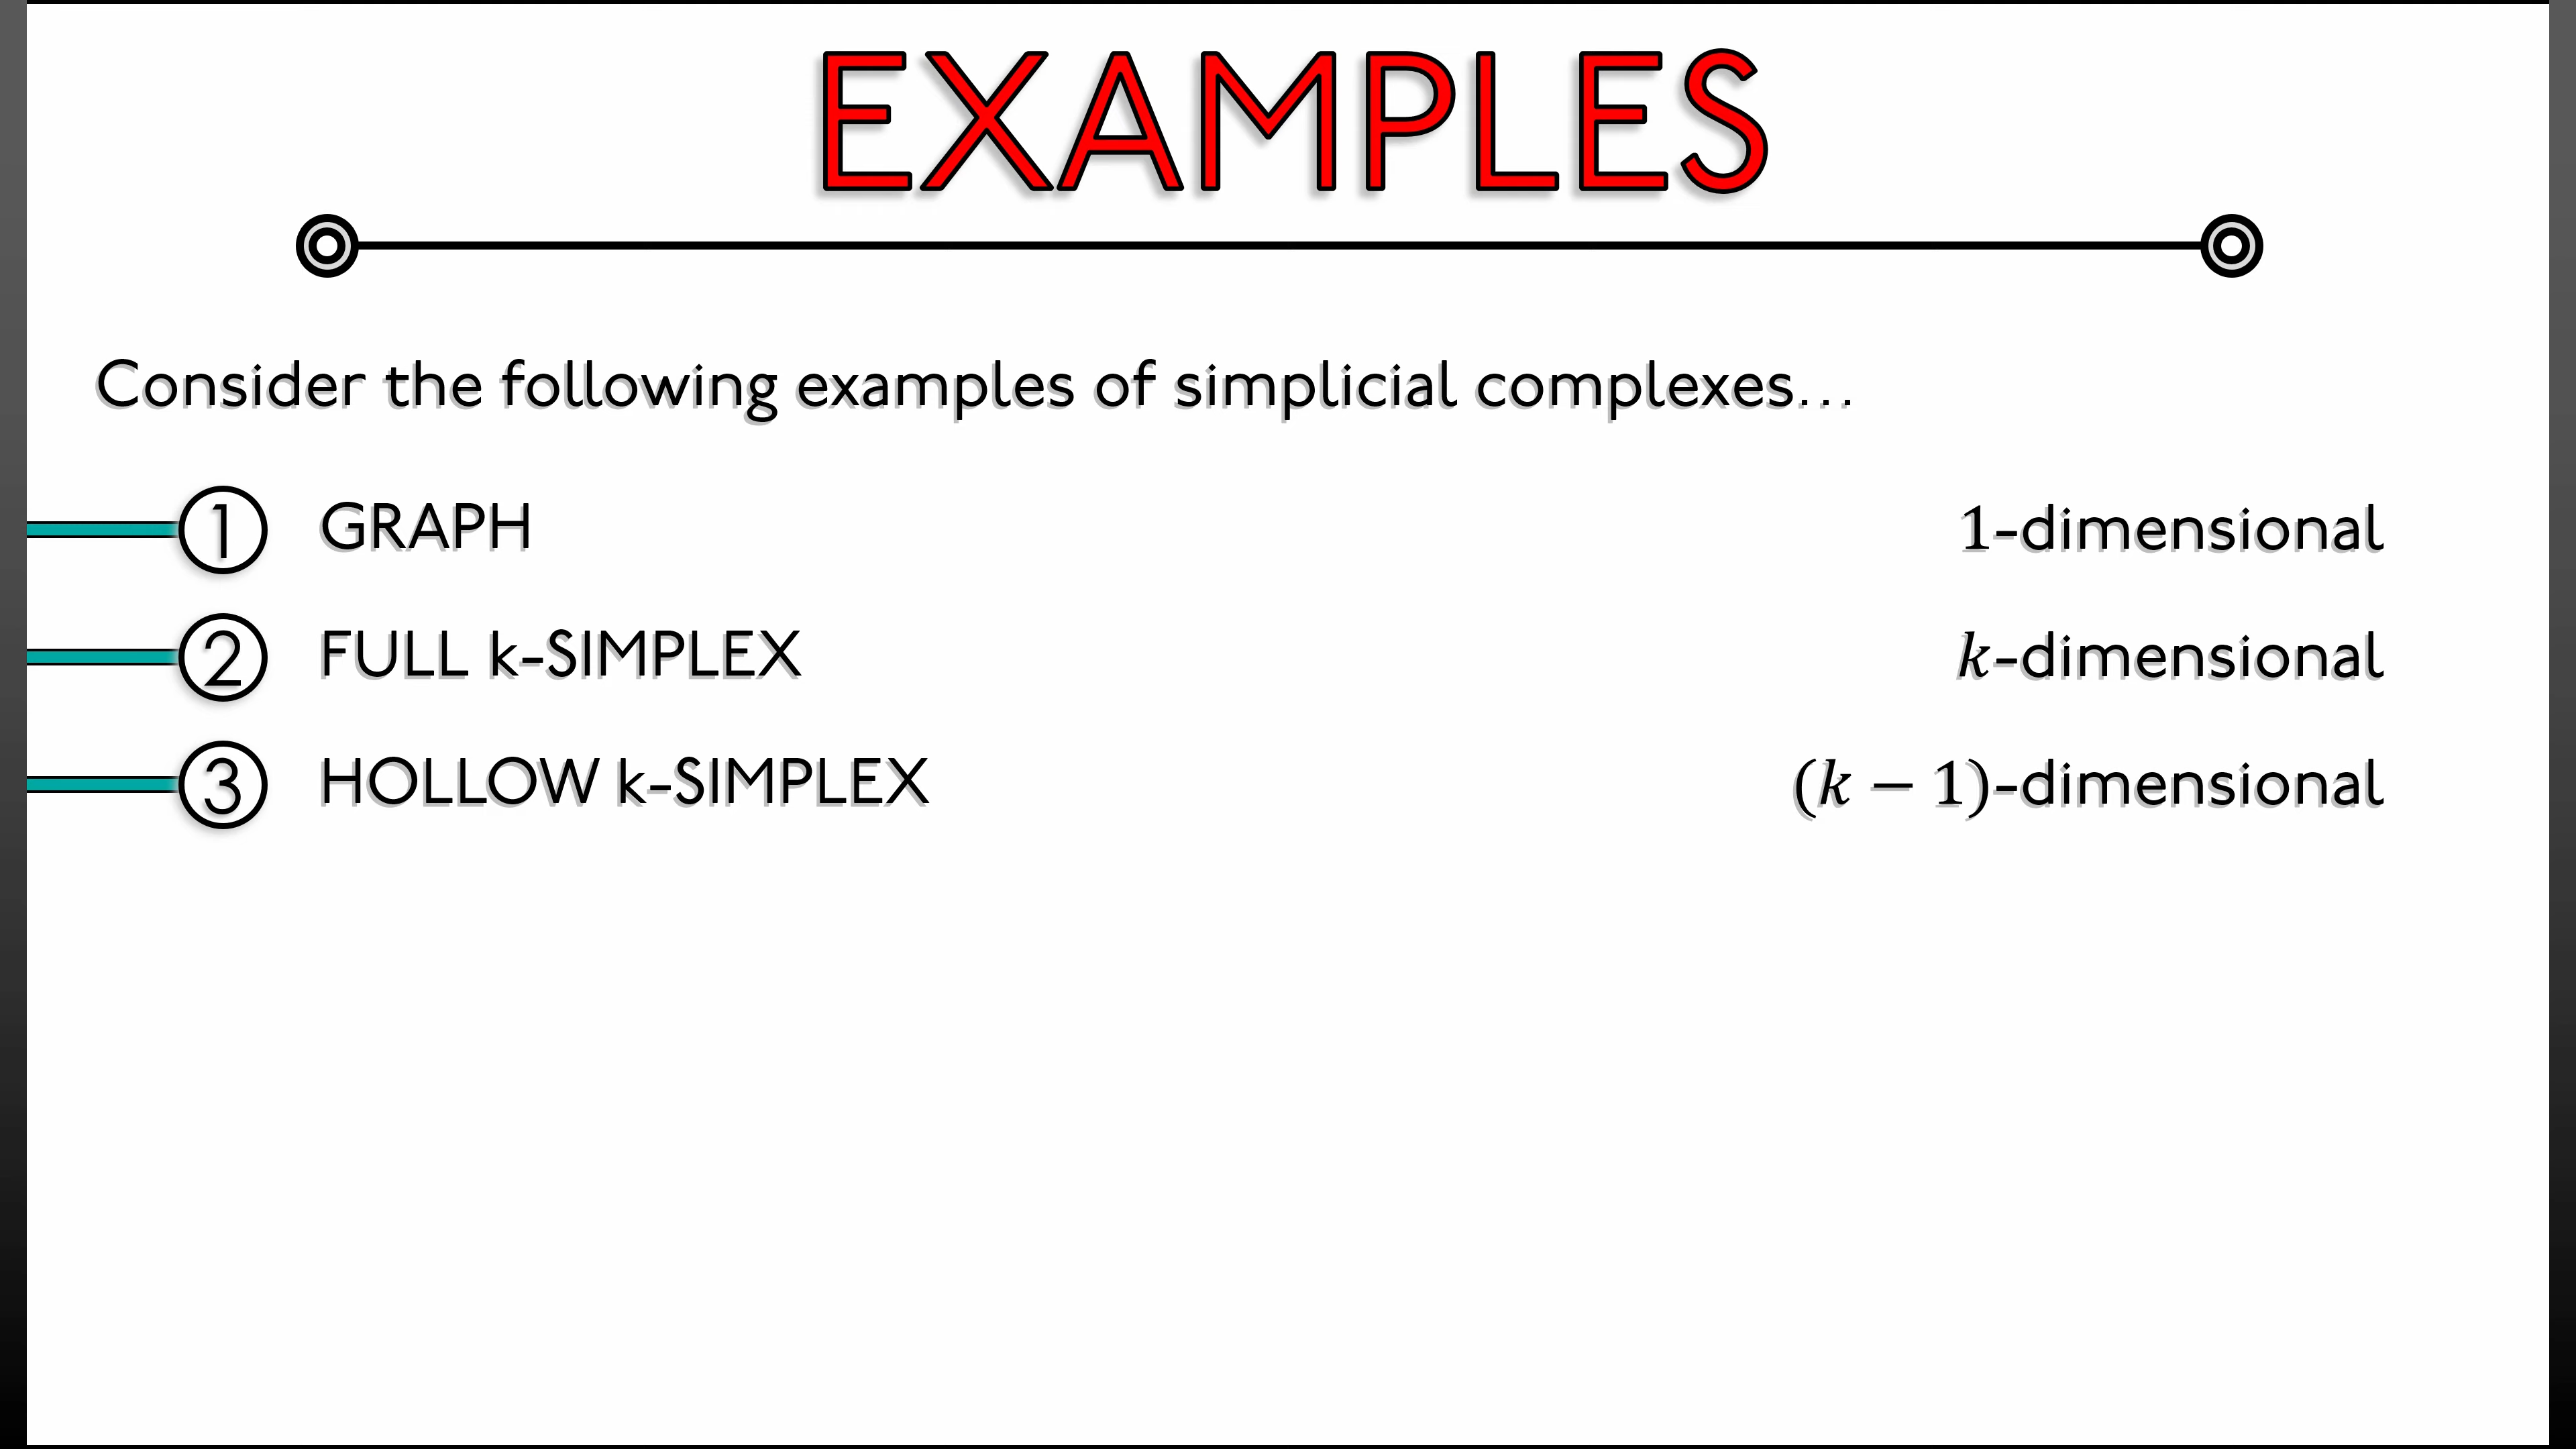 EXAMPLES
Consider the following examples of simplicial complexes...
1 GRAPH 1-dimensional
2 FULL k-SIMPLEX k-dimensional
3 HOLLOW k-SIMPLEX (k − 1)-dimensional